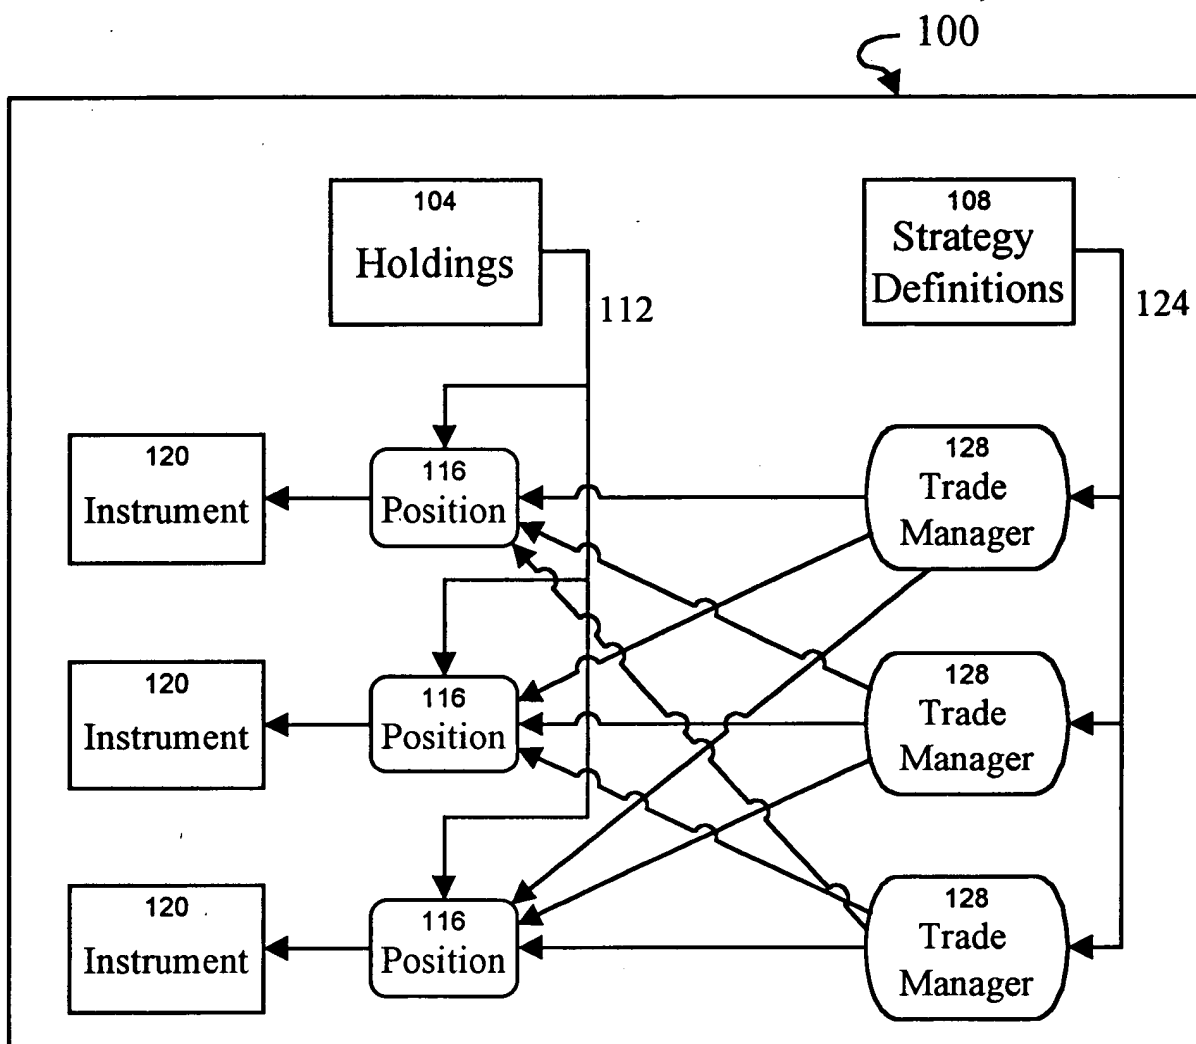 100
104
Holdings
108
Strategy
Definitions
112
124
120
Instrument
116
Position
128
Trade
Manager
120
Instrument
116
Position
128
Trade
Manager
120
Instrument
116
Position
128
Trade
Manager